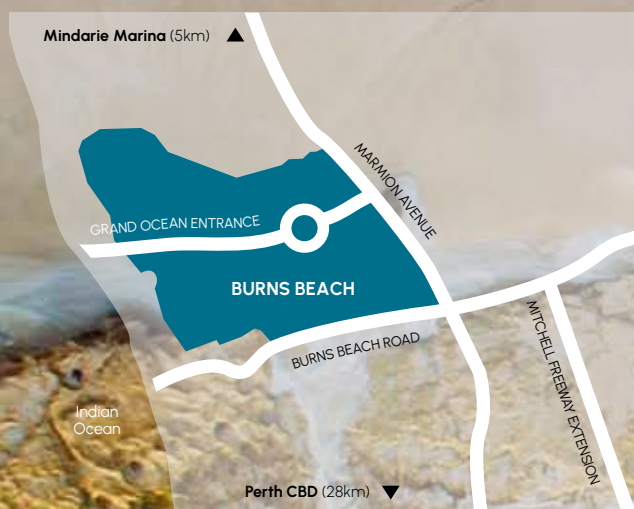 Mindarie Marina (5km) ▲
MARMION AVENUE
GRAND OCEAN ENTRANCE
BURNS BEACH
BURNS BEACH ROAD
MITCHELL FREEWAY EXTENSION
Indian
Ocean
Perth CBD (28km) ▼